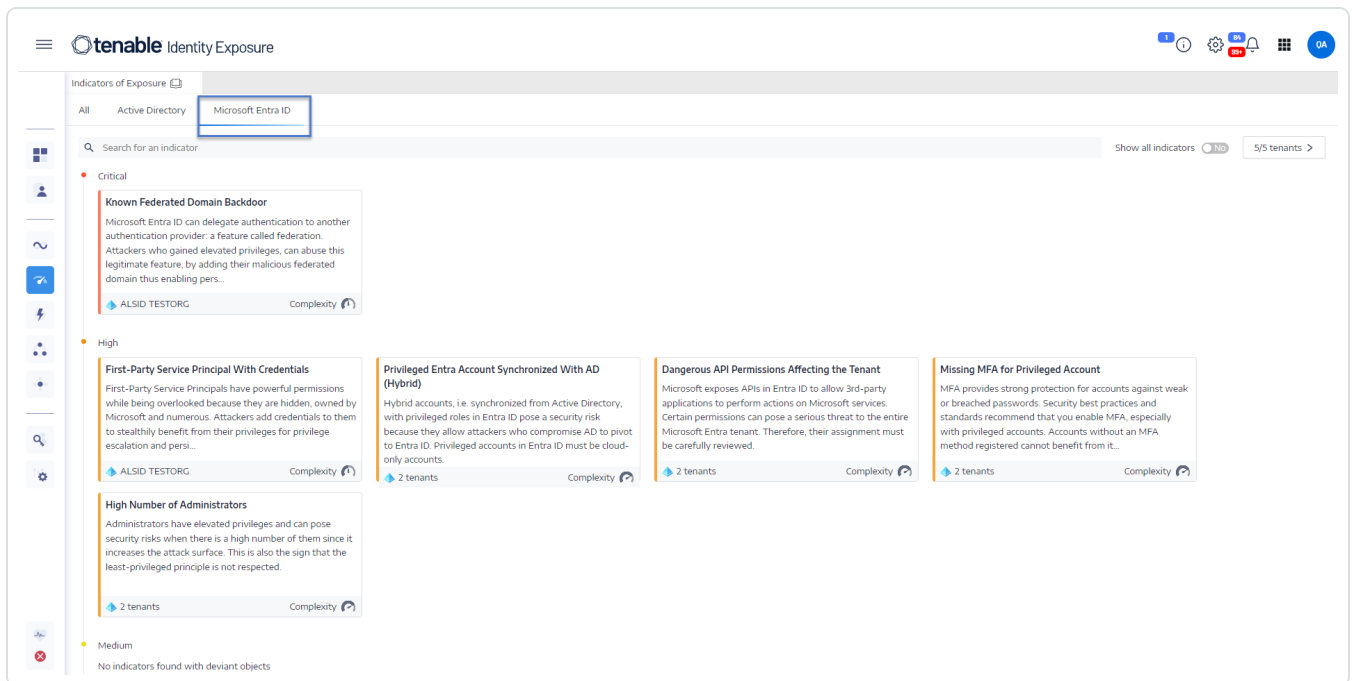 tenable Identity Exposure
1
84
99+
QA
Indicators of Exposure
All
Active Directory
Microsoft Entra ID
Search for an indicator
Show all indicators
No
5/5 tenants >
Critical
Known Federated Domain Backdoor
Microsoft Entra ID can delegate authentication to another
authentication provider: a feature called federation.
Attackers who gained elevated privileges, can abuse this
legitimate feature, by adding their malicious federated
domain thus enabling pers...
ALSID TESTORG
Complexity
High
First-Party Service Principal With Credentials
First-Party Service Principals have powerful permissions
while being overlooked because they are hidden, owned by
Microsoft and numerous. Attackers add credentials to them
to stealthily benefit from their privileges for privilege
escalation and persi...
ALSID TESTORG
Complexity
Privileged Entra Account Synchronized With AD
(Hybrid)
Hybrid accounts, i.e. synchronized from Active Directory,
with privileged roles in Entra ID pose a security risk
because they allow attackers who compromise AD to pivot
to Entra ID. Privileged accounts in Entra ID must be cloud-
only accounts.
2 tenants
Complexity
Dangerous API Permissions Affecting the Tenant
Microsoft exposes APIs in Entra ID to allow 3rd-party
applications to perform actions on Microsoft services.
Certain permissions can pose a serious threat to the entire
Microsoft Entra tenant. Therefore, their assignment must
be carefully reviewed.
2 tenants
Complexity
Missing MFA for Privileged Account
MFA provides strong protection for accounts against weak
or breached passwords. Security best practices and
standards recommend that you enable MFA, especially
with privileged accounts. Accounts without an MFA
method registered cannot benefit from it...
2 tenants
Complexity
High Number of Administrators
Administrators have elevated privileges and can pose
security risks when there is a high number of them since it
increases the attack surface. This is also the sign that the
least-privileged principle is not respected.
2 tenants
Complexity
Medium
No indicators found with deviant objects